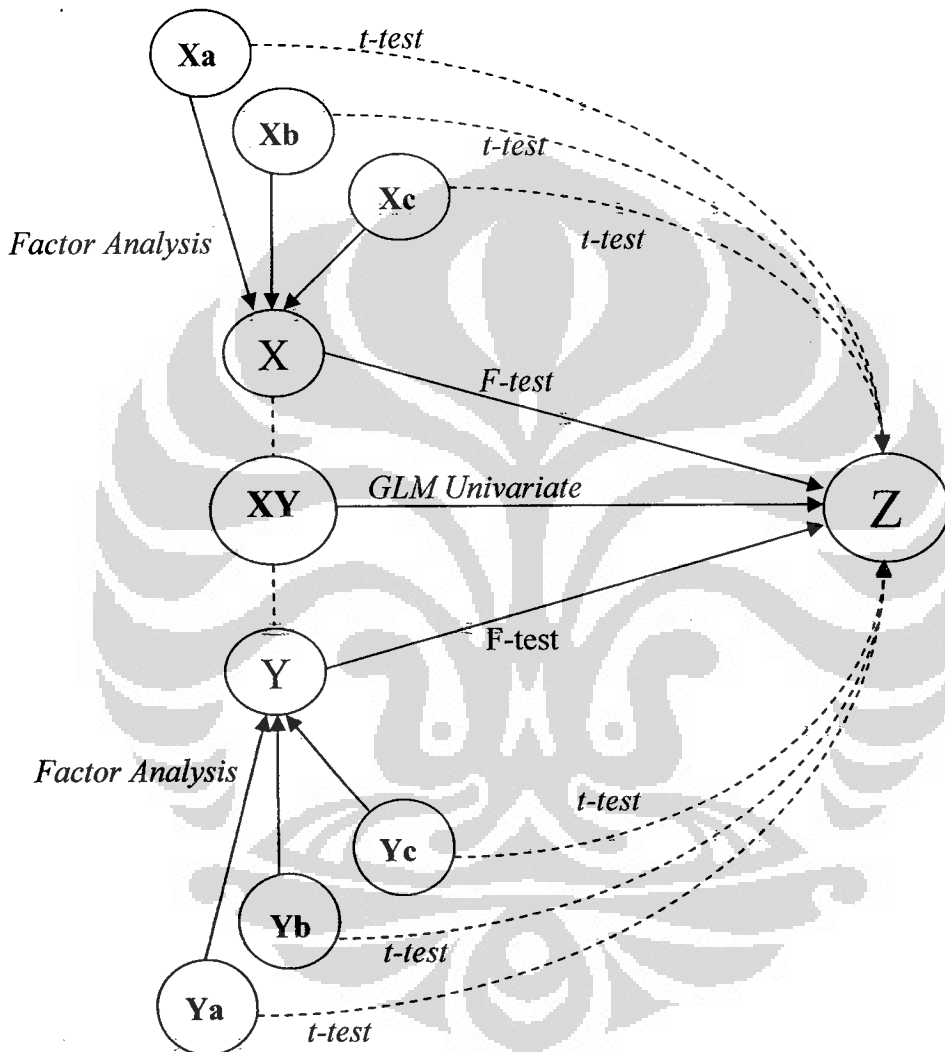 Xa
t-test
Xb
t-test
Xc
t-test
Factor Analysis
X
F-test
XY
GLM Univariate
Z
Y
F-test
Factor Analysis
Yc
t-test
Yb
t-test
Ya
t-test